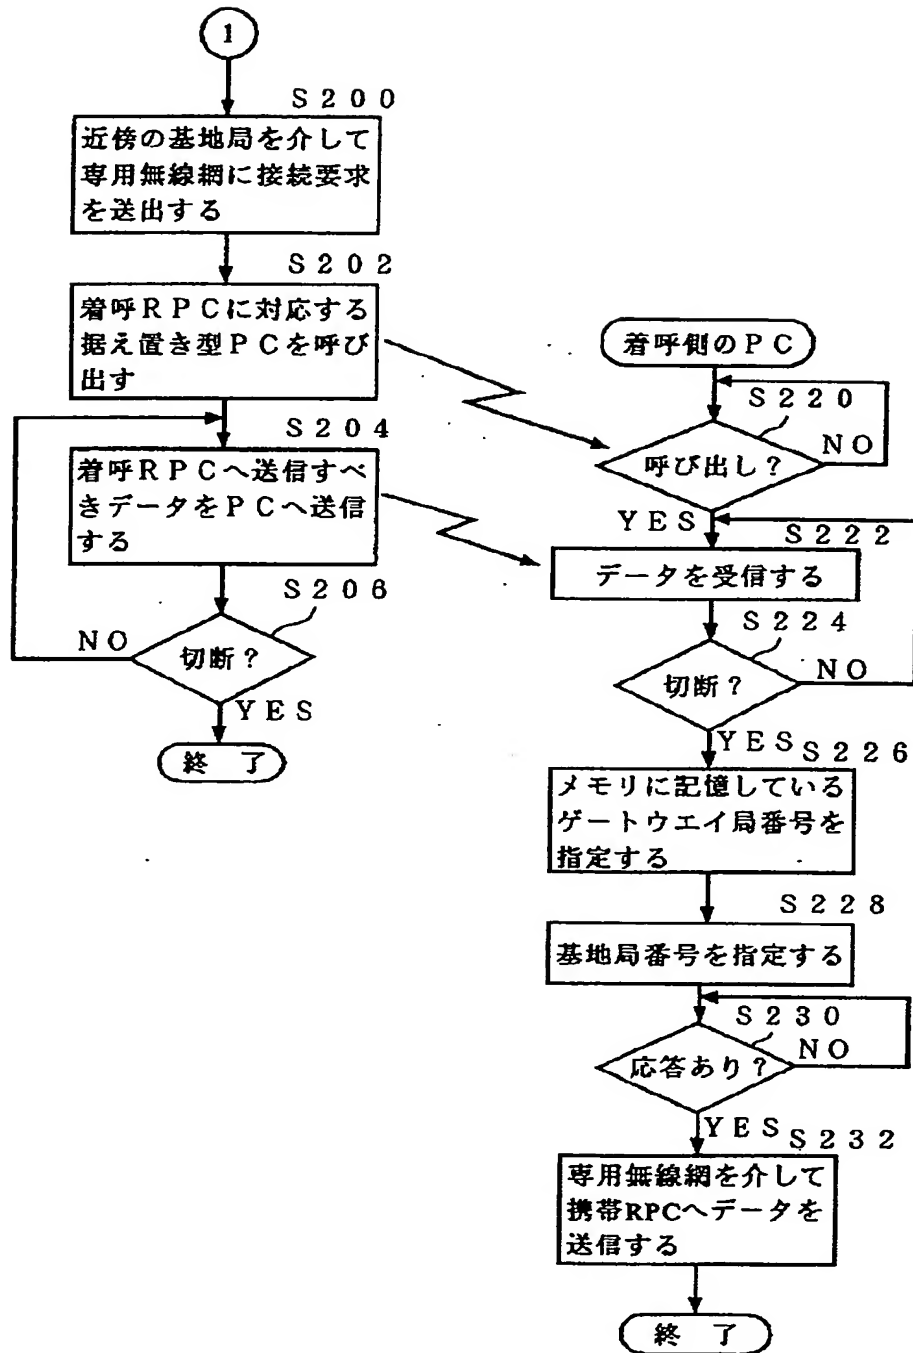 1
S200
近傍の基地局を介して
専用無線網に接続要求
を送出する
S202
着呼RPCに対応する
据え置き型PCを呼び
出す
S204
着呼RPCへ送信すべ
きデータをPCへ送信
する
S206
切断?
NO
YES
終 了
着呼側のPC
S220
呼び出し?
NO
YES
S222
データを受信する
S224
切断?
NO
YES
S226
メモリに記憶している
ゲートウエイ局番号を
指定する
S228
基地局番号を指定する
S230
応答あり?
NO
YES
S232
専用無線網を介して
携帯RPCへデータを
送信する
終 了